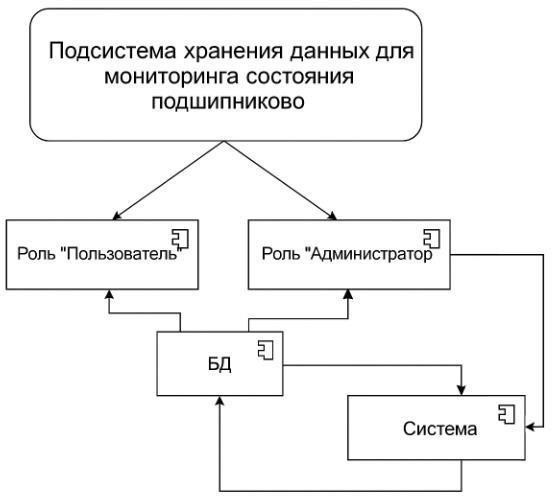 Подсистема хранения данных для
мониторинга состояния
подшипниково
Роль "Пользователь"
Роль "Администратор
БД
Система